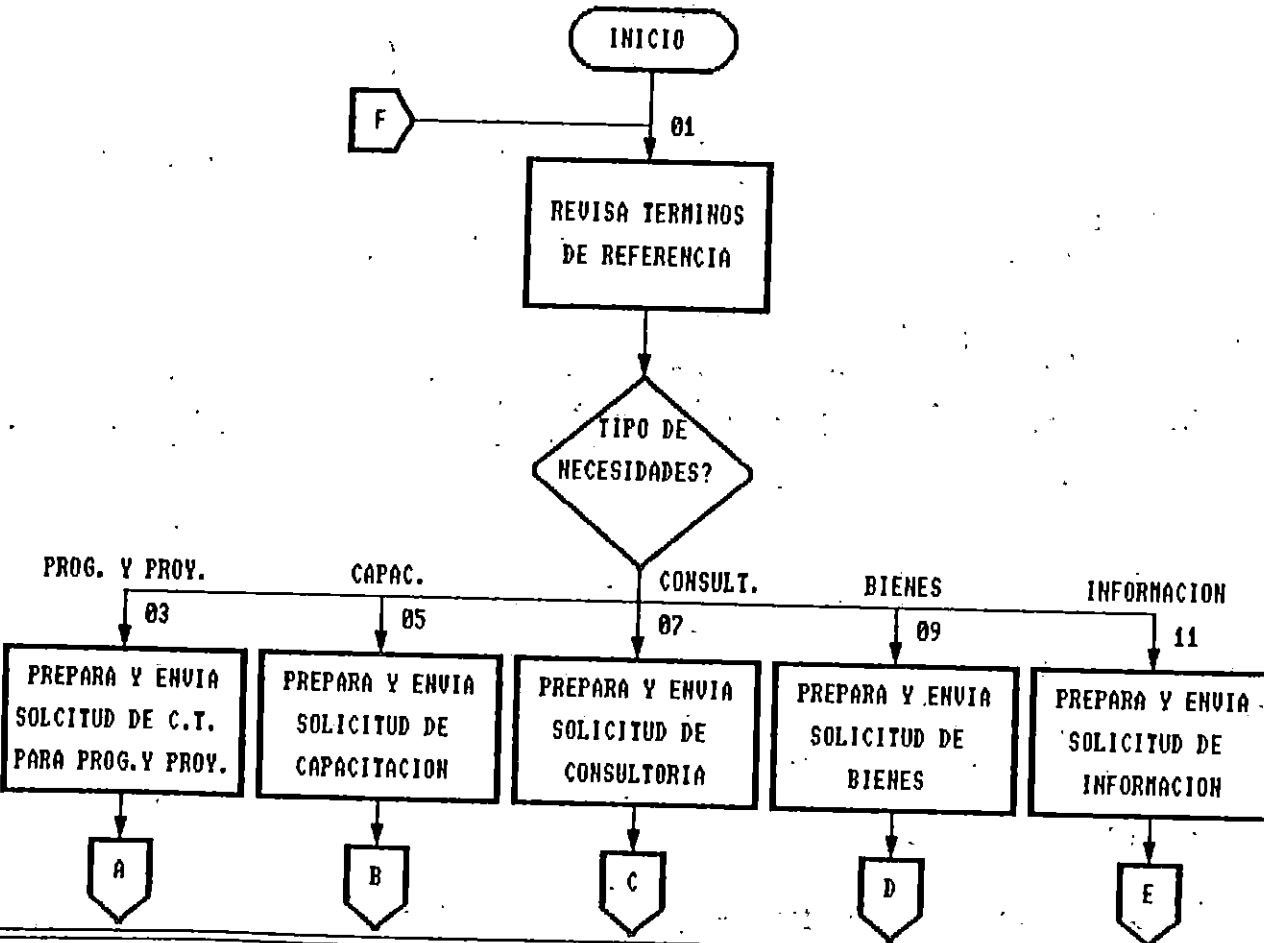 INICIO
F
01
REVISA TERMINOS
DE REFERENCIA
TIPO DE
NECESIDADES?
PROG. Y PROY.
CAPAC.
CONSULT.
BIENES
INFORMACION
03
05
07
09
11
PREPARA Y ENVIA
SOLCITUD DE C.T.
PARA PROG.Y PROY.
PREPARA Y ENVIA
SOLICITUD DE
CAPACITACION
PREPARA Y ENVIA
SOLICITUD DE
CONSULTORIA
PREPARA Y ENVIA
SOLICITUD DE
BIENES
PREPARA Y ENVIA
SOLICITUD DE
INFORMACION
A
B
C
D
E